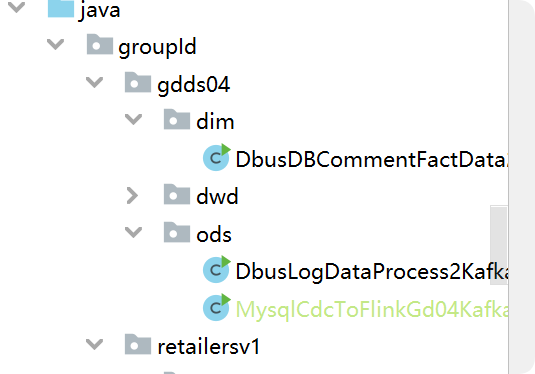 java
groupId
gdds04
dim
C DbusDBCommentFactData
dwd
ods
C DbusLogDataProcess2Kafka
C MysqlCdcToFlinkGd04Kafka
retailersv1